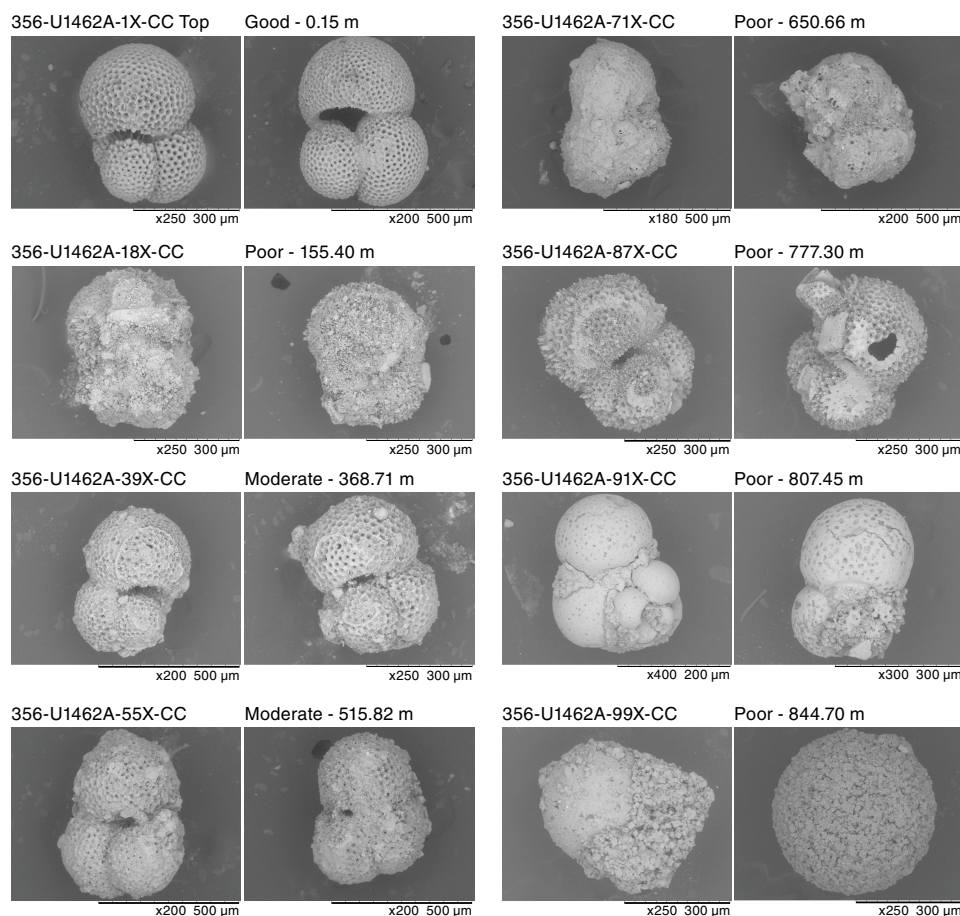 356-U1462A-1X-CC Top Good - 0.15 m
x250 300 µm x200 500 µm
356-U1462A-18X-CC Poor - 155.40 m
x250 300 µm x250 300 µm
356-U1462A-39X-CC Moderate - 368.71 m
x200 500 µm x250 300 µm
356-U1462A-55X-CC Moderate - 515.82 m
x200 500 µm x200 500 µm
356-U1462A-71X-CC Poor - 650.66 m
x180 500 µm x200 500 µm
356-U1462A-87X-CC Poor - 777.30 m
x250 300 µm x250 300 µm
356-U1462A-91X-CC Poor - 807.45 m
x400 200 µm x300 300 µm
356-U1462A-99X-CC Poor - 844.70 m
x250 300 µm x250 300 µm